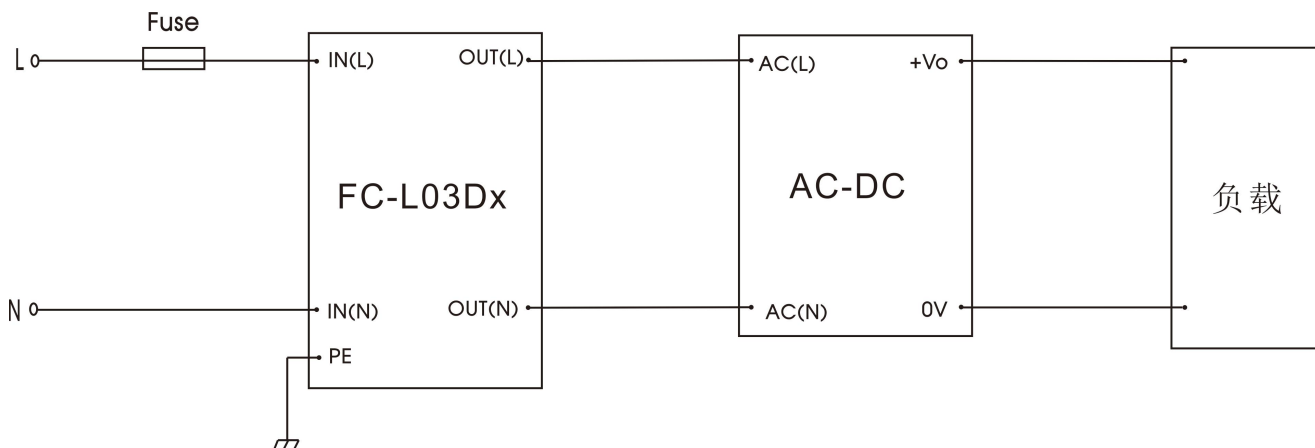 Fuse
L
IN(L)
OUT(L)
AC(L)
+Vo
FC-L03Dx
AC-DC
负载
N
IN(N)
OUT(N)
AC(N)
0V
PE